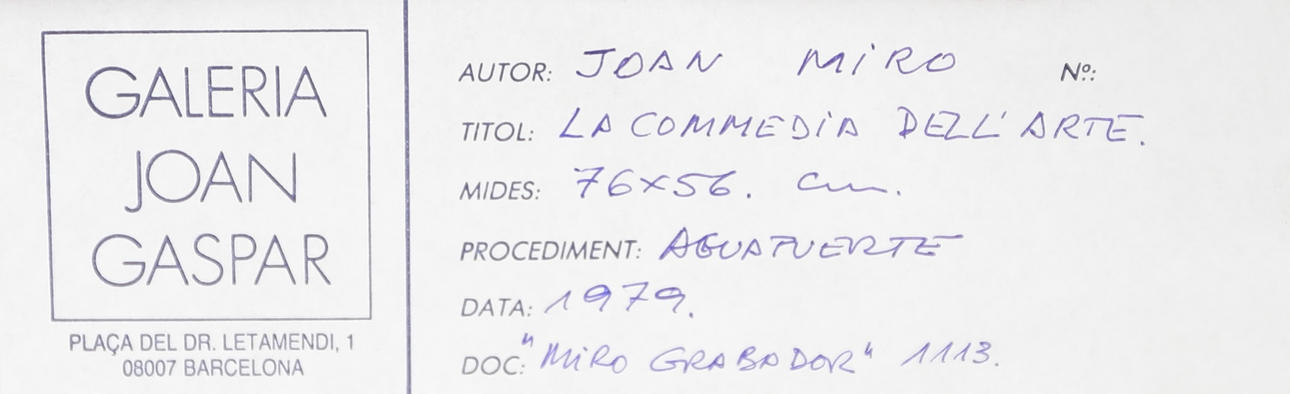 GALERIA
JOAN
GASPAR
PLAÇA DEL DR. LETAMENDI, 1
08007 BARCELONA
AUTOR: JOAN MIRO Nº:
TITOL: LA COMMEDIA DELL'ARTE.
MIDES: 76x56. cm.
PROCEDIMENT: AGUAFUERTE
DATA: 1979.
DOC: "MIRO GRABADOR" 1113.